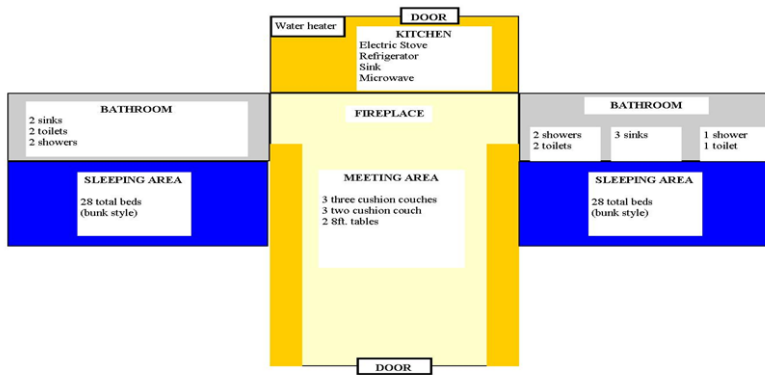 DOOR
Water heater
KITCHEN
Electric Stove
Refrigerator
Sink
Microwave
BATHROOM
2 sinks
2 toilets
2 showers
FIREPLACE
BATHROOM
2 showers
2 toilets
3 sinks
1 shower
1 toilet
SLEEPING AREA
28 total beds
(bunk style)
MEETING AREA
3 three cushion couches
3 two cushion couch
2 8ft. tables
SLEEPING AREA
28 total beds
(bunk style)
DOOR